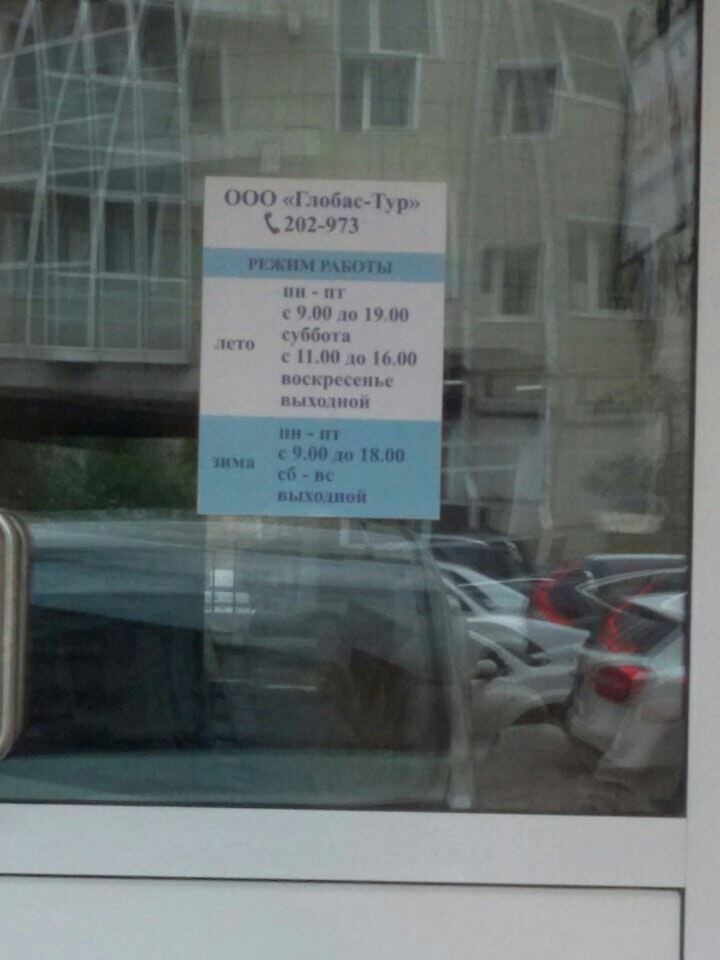 ООО «Глобас-Тур»
202-973
РЕЖИМ РАБОТЫ
лето
пн - пт
с 9.00 до 19.00
суббота
с 11.00 до 16.00
воскресенье
выходной
зима
пн - пт
с 9.00 до 18.00
сб - вс
выходной